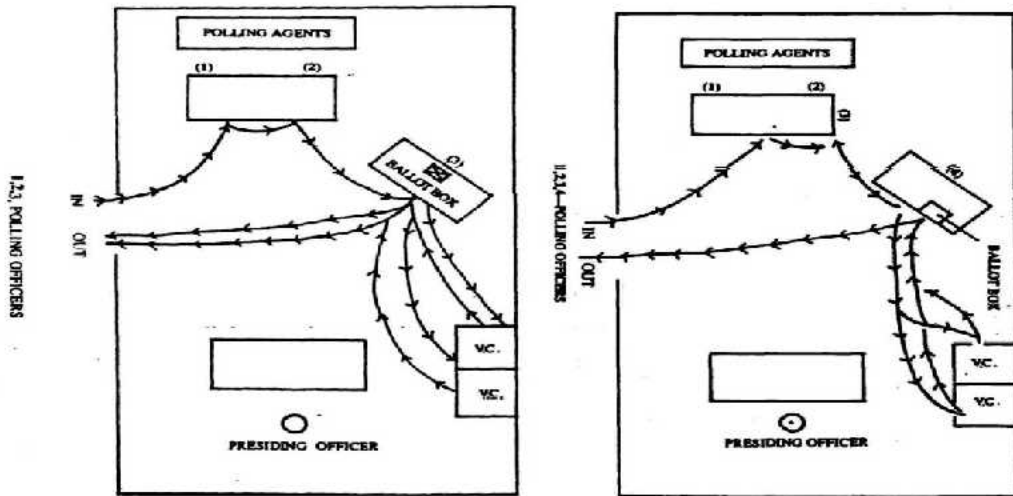 POLLING AGENTS
(1) (2)
(3)
BALLOT BOX
IN
OUT
1,2,3, POLLING OFFICERS
V.C.
V.C.
PRESIDING OFFICER
POLLING AGENTS
(1) (2)
(3)
(4)
BALLOT BOX
IN
OUT
1,2,3,4—POLLING OFFICERS
V.C.
V.C.
PRESIDING OFFICER